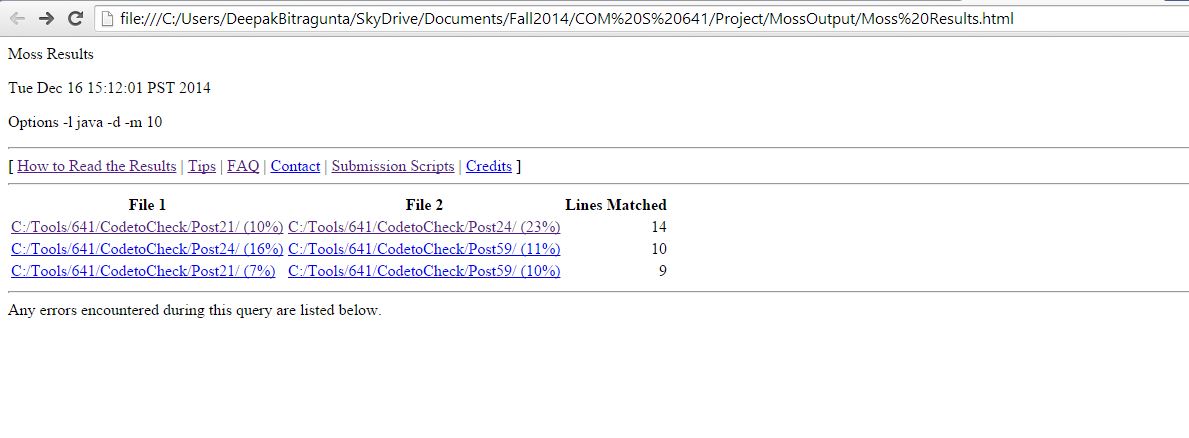 file:///C:/Users/DeepakBitragunta/SkyDrive/Documents/Fall2014/COM%20S%20641/Project/MossOutput/Moss%20Results.html
Moss Results
Tue Dec 16 15:12:01 PST 2014
Options -l java -d -m 10
[ How to Read the Results | Tips | FAQ | Contact | Submission Scripts | Credits ]
File 1 File 2 Lines Matched
C:/Tools/641/CodetoCheck/Post21/ (10%) C:/Tools/641/CodetoCheck/Post24/ (23%) 14
C:/Tools/641/CodetoCheck/Post24/ (16%) C:/Tools/641/CodetoCheck/Post59/ (11%) 10
C:/Tools/641/CodetoCheck/Post21/ (7%) C:/Tools/641/CodetoCheck/Post59/ (10%) 9
Any errors encountered during this query are listed below.